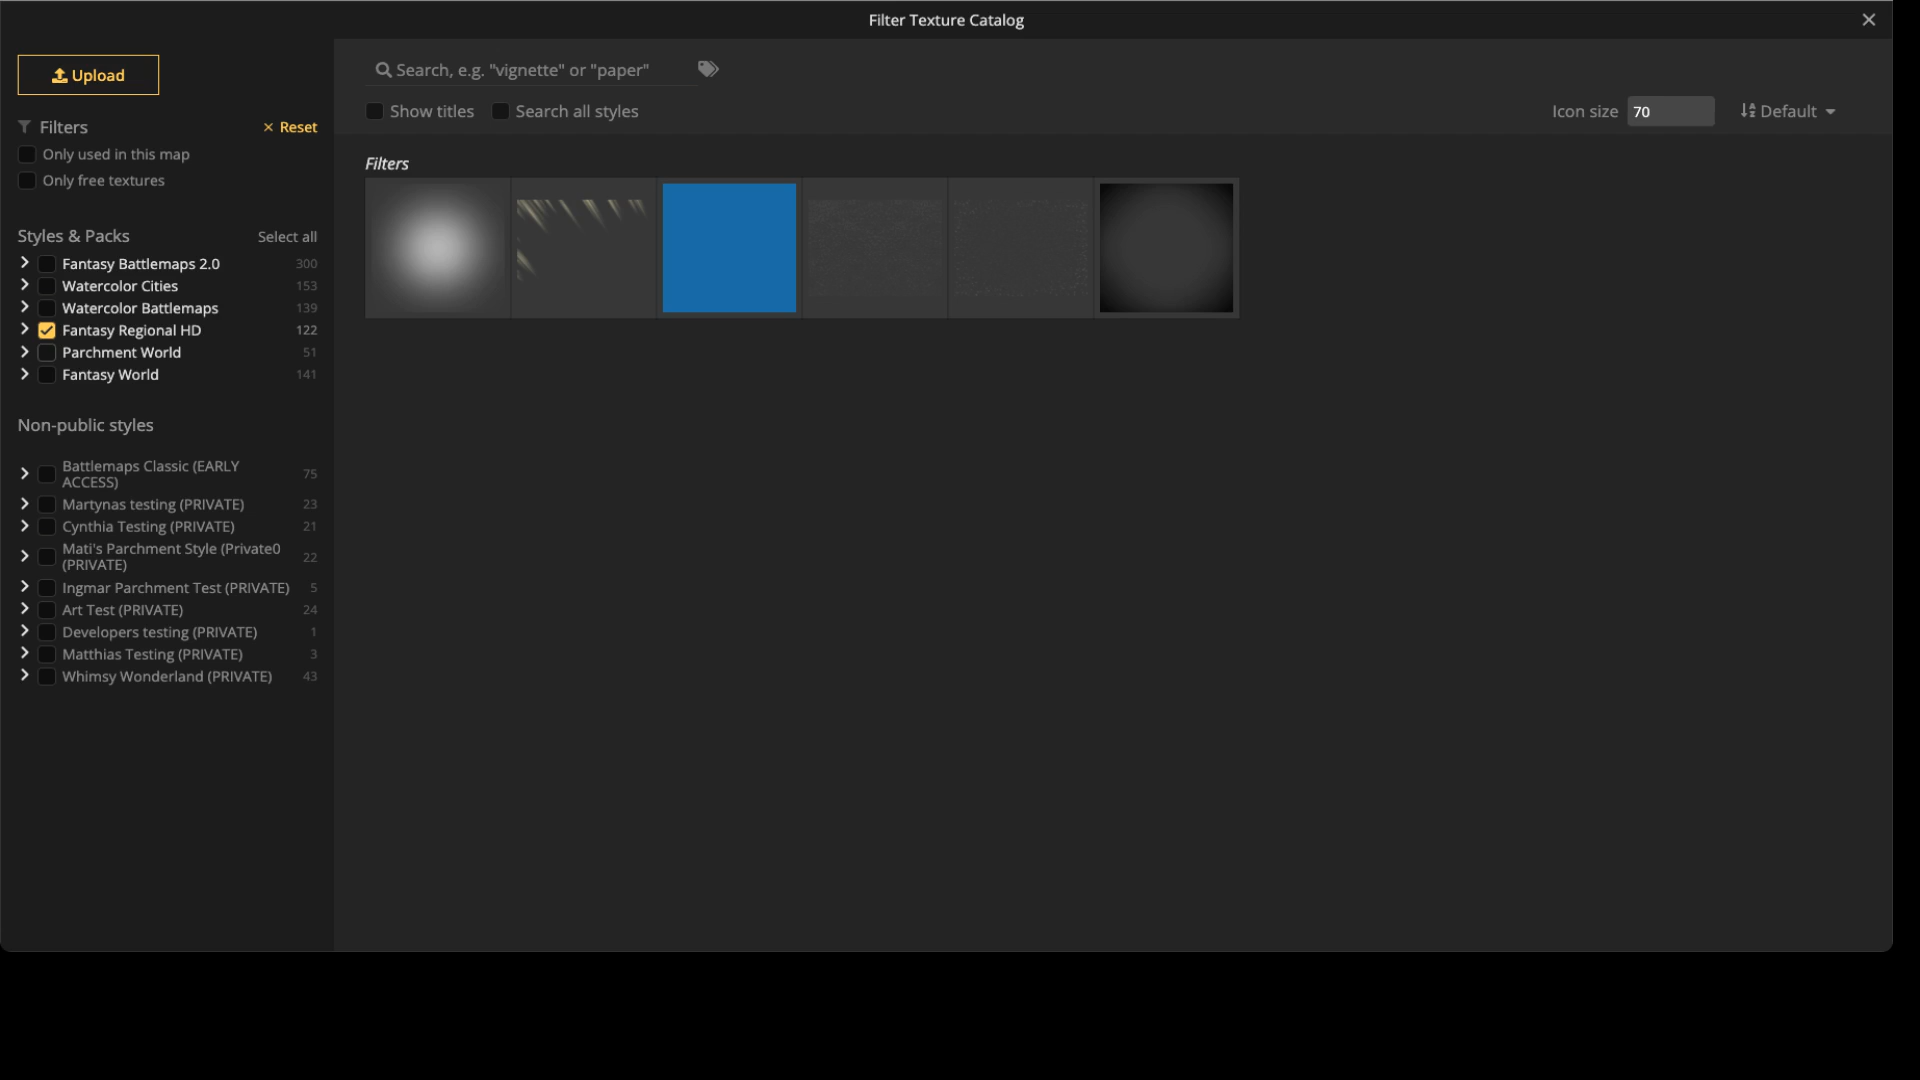 Filter Texture Catalog
Upload
Search, e.g. "vignette" or "paper"
Show titles
Search all styles
Icon size
70
Default
Filters
Reset
Only used in this map
Only free textures
Styles & Packs
Select all
Fantasy Battlemaps 2.0
300
Watercolor Cities
153
Watercolor Battlemaps
139
Fantasy Regional HD
122
Parchment World
51
Fantasy World
141
Non-public styles
Battlemaps Classic (EARLY
ACCESS)
75
Martynas testing (PRIVATE)
23
Cynthia Testing (PRIVATE)
21
Mati's Parchment Style (Private0
(PRIVATE)
22
Ingmar Parchment Test (PRIVATE)
5
Art Test (PRIVATE)
24
Developers testing (PRIVATE)
1
Matthias Testing (PRIVATE)
3
Whimsy Wonderland (PRIVATE)
43
Filters